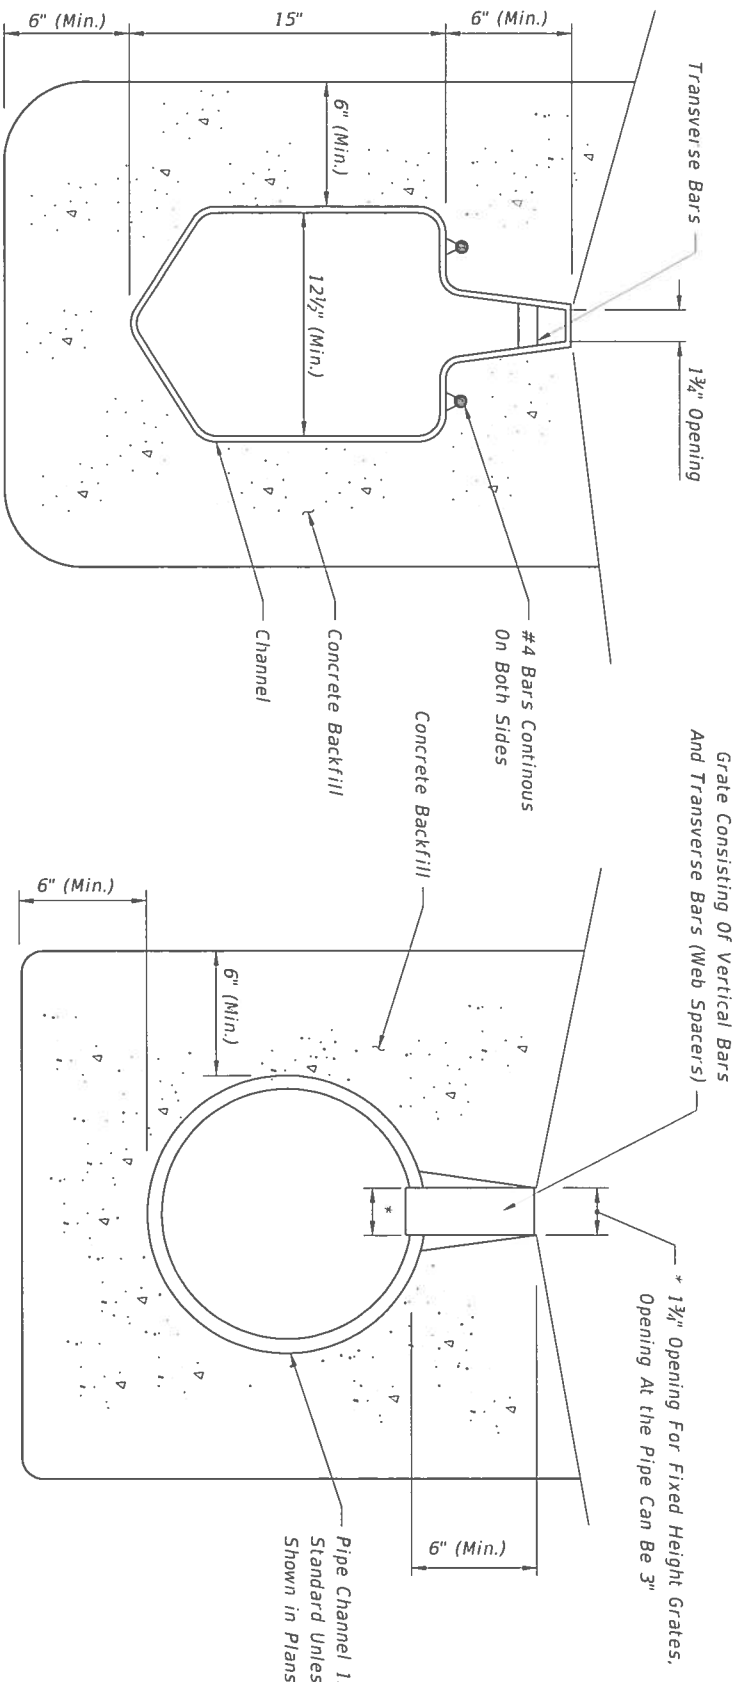 6" (Min.)
15"
6" (Min.)
Transverse Bars
6" (Min.)
12½" (Min.)
1¾" Opening
#4 Bars Continous
On Both Sides
Concrete Backfill
Channel
Grate Consisting Of Vertical Bars
And Transverse Bars (Web Spacers)
Concrete Backfill
6" (Min.)
6" (Min.)
*
* 1¾" Opening For Fixed Height Grates,
Opening At the Pipe Can Be 3"
6" (Min.)
Pipe Channel
Standard
Shown in Plans